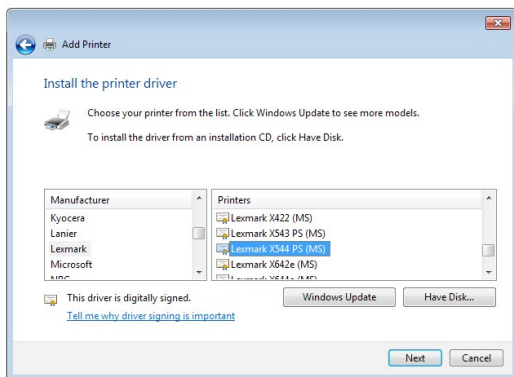 Add Printer
Install the printer driver
Choose your printer from the list. Click Windows Update to see more models.
To install the driver from an installation CD, click Have Disk.
Manufacturer
Kyocera
Lanier
Lexmark
Microsoft
Printers
Lexmark X422 (MS)
Lexmark X543 PS (MS)
Lexmark X544 PS (MS)
Lexmark X642e (MS)
This driver is digitally signed.
Tell me why driver signing is important
Windows Update
Have Disk...
Next
Cancel